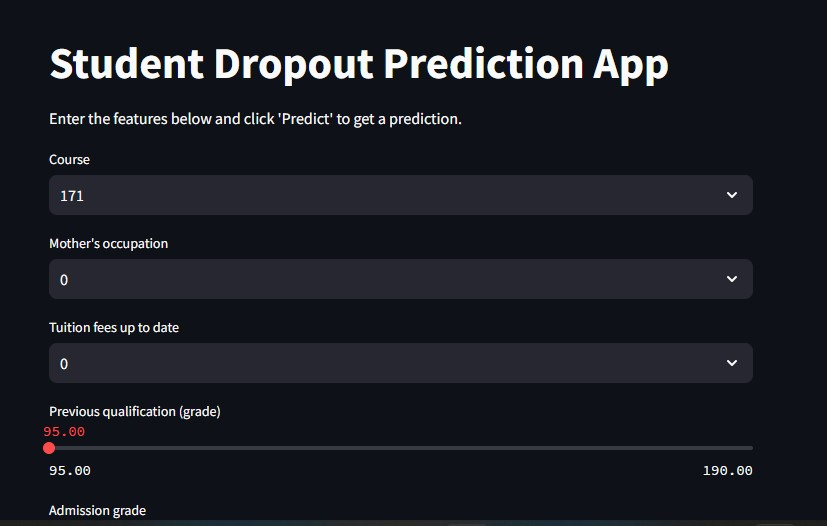 Student Dropout Prediction App
Enter the features below and click 'Predict' to get a prediction.
Course
171
Mother's occupation
0
Tuition fees up to date
0
Previous qualification (grade)
95.00
95.00 190.00
Admission grade